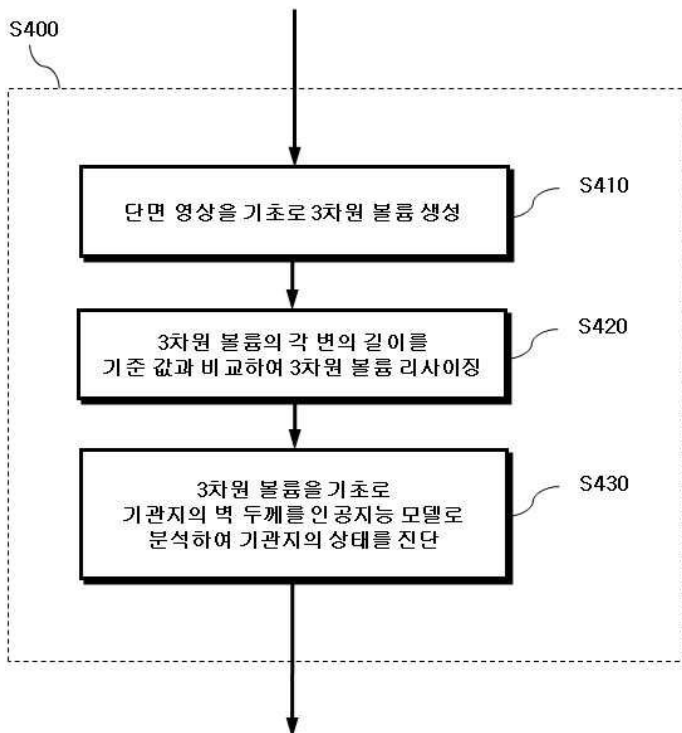 S400
S410
단면 영상을 기초로 3차원 볼륨 생성
S420
3차원 볼륨의 각 변의 길이를
기준 값과 비교하여 3차원 볼륨 리사이징
S430
3차원 볼륨을 기초로
기관지의 벽 두께를 인공지능 모델로
분석하여 기관지의 상태를 진단